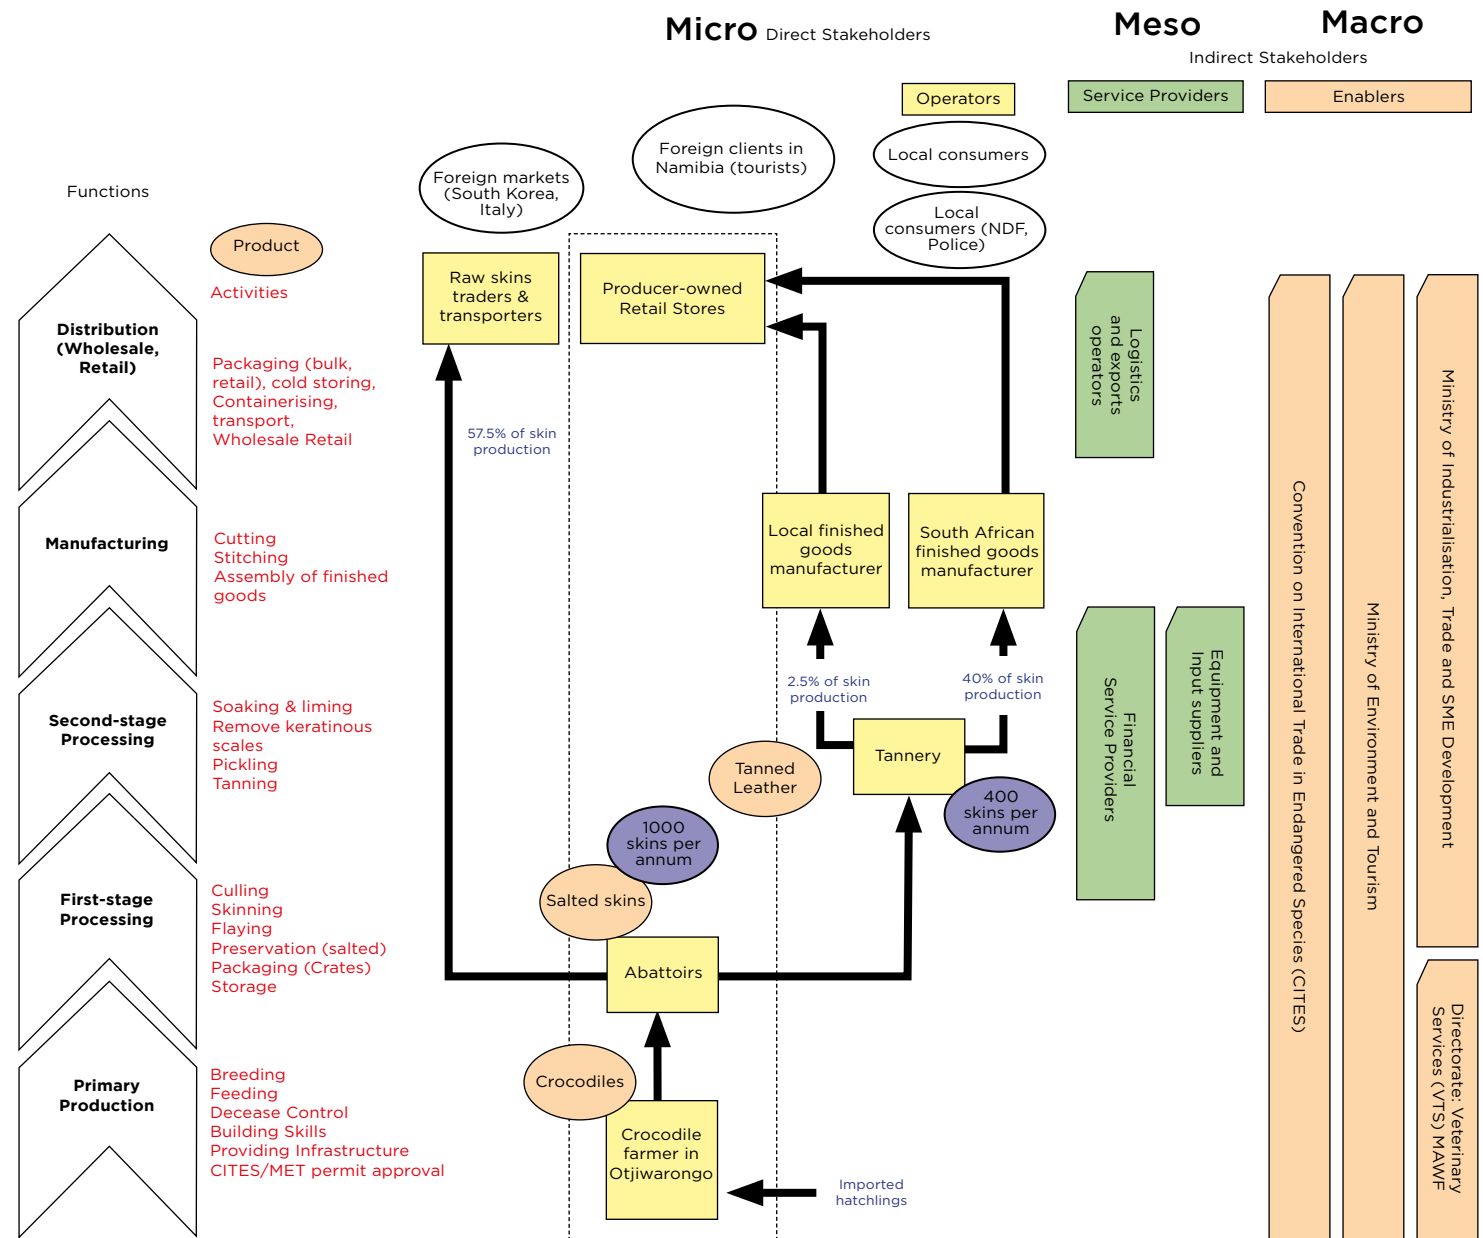 Micro Direct Stakeholders
Meso
Macro
Indirect Stakeholders
Operators
Service Providers
Enablers
Functions
Product
Activities
Foreign markets
(South Korea,
Italy)
Foreign clients in
Namibia (tourists)
Local consumers
Local
consumers (NDF,
Police)
Distribution
(Wholesale,
Retail)
Packaging (bulk,
retail), cold storing,
Containerising,
transport,
Wholesale Retail
Raw skins
traders &
transporters
Producer-owned
Retail Stores
57.5% of skin
production
Manufacturing
Cutting
Stitching
Assembly of finished
goods
Local finished
goods
manufacturer
South African
finished goods
manufacturer
2.5% of skin
production
40% of skin
production
Second-stage
Processing
Soaking & liming
Remove keratinous
scales
Pickling
Tanning
Tanned
Leather
Tannery
400
skins per
annum
1000
skins per
annum
Salted skins
First-stage
Processing
Culling
Skinning
Flaying
Preservation (salted)
Packaging (Crates)
Storage
Abattoirs
Crocodiles
Primary
Production
Breeding
Feeding
Decease Control
Building Skills
Providing Infrastructure
CITES/MET permit approval
Crocodile
farmer in
Otjiwarongo
Imported
hatchlings
Logistics
and exports
operators
Financial
Service Providers
Equipment and
Input suppliers
Convention on International Trade in Endangered Species (CITES)
Ministry of Environment and Tourism
Ministry of Industrialisation, Trade and SME Development
Directorate: Veterinary
Services (VTS) MAWF